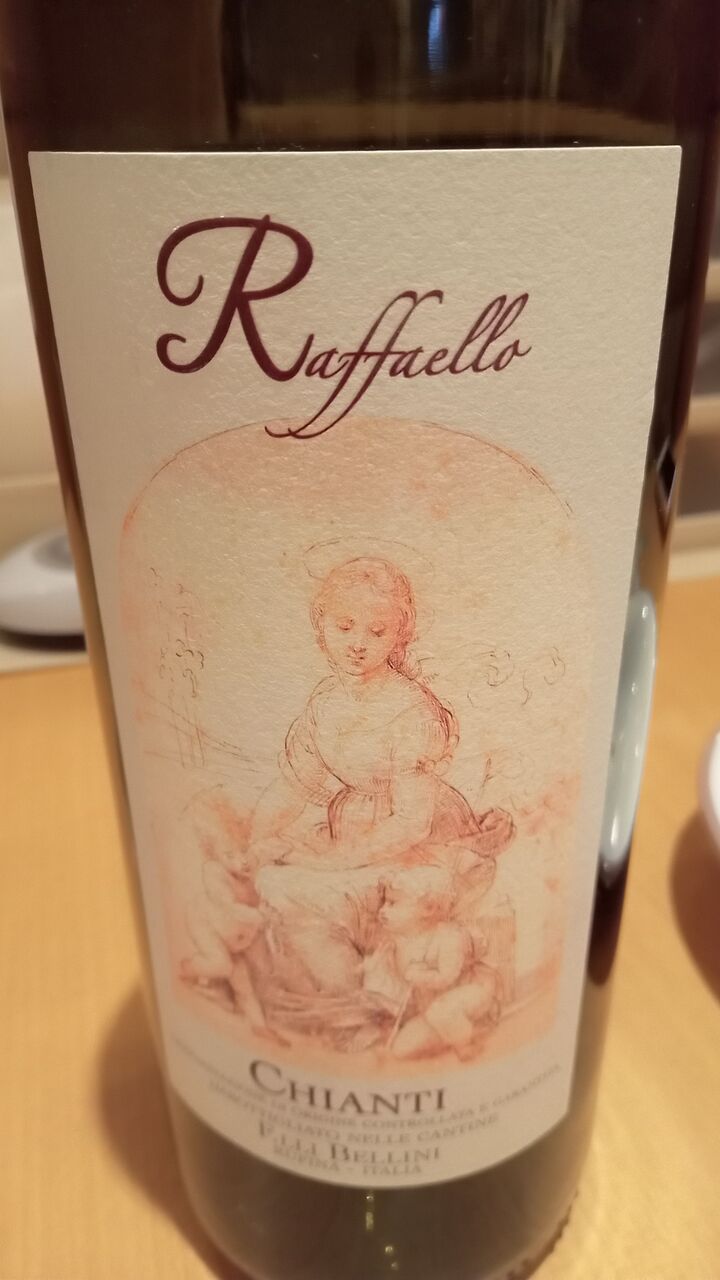 Raffaello
CHIANTI
DENOMINAZIONE DI ORIGINE CONTROLLATA E GARANTITA
IMBOTTIGLIATO NELLE CANTINE
F.LLI BELLINI
RUFINA - ITALIA